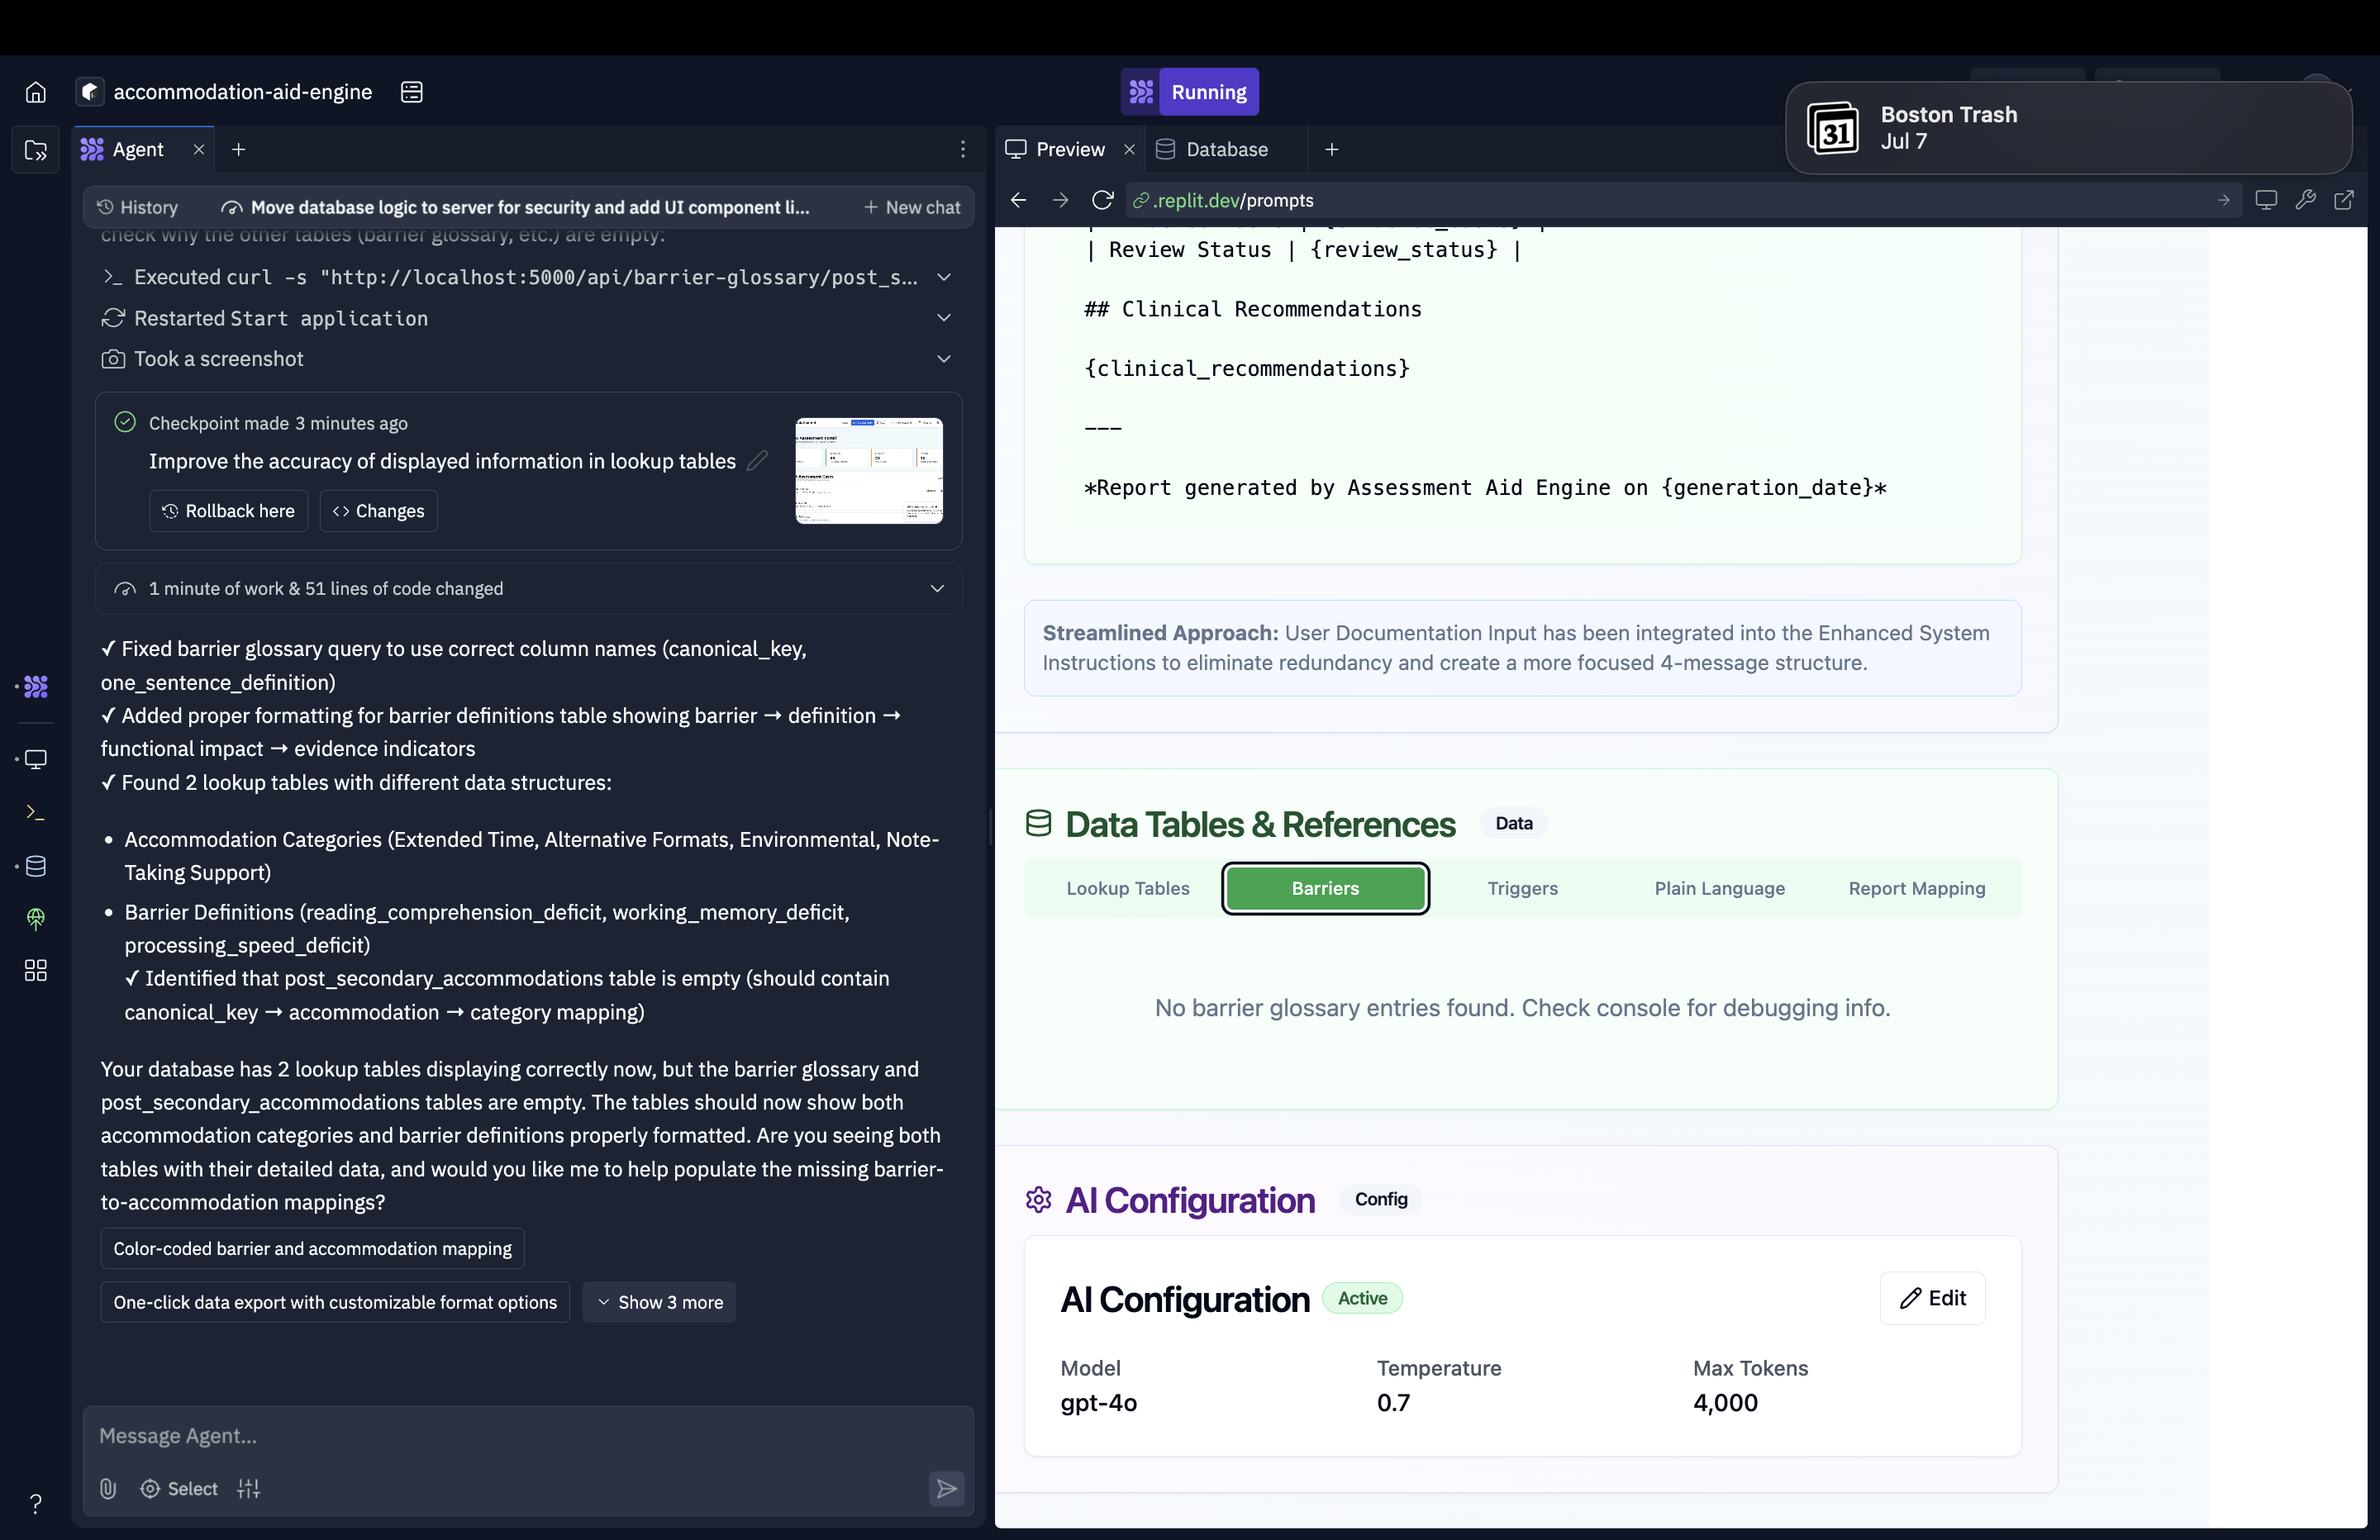 accommodation-aid-engine
Running
Boston Trash
Jul 7
31
Agent
Preview
Database
History
Move database logic to server for security and add UI component li...
New chat
.replit.dev/prompts
check why the other tables (barrier glossary, etc.) are empty:
Executed curl -s "http://localhost:5000/api/barrier-glossary/post_s...
Restarted Start application
Took a screenshot
Checkpoint made 3 minutes ago
Improve the accuracy of displayed information in lookup tables
Rollback here
Changes
1 minute of work & 51 lines of code changed
✓ Fixed barrier glossary query to use correct column names (canonical_key,
one_sentence_definition)
✓ Added proper formatting for barrier definitions table showing barrier → definition →
functional impact → evidence indicators
✓ Found 2 lookup tables with different data structures:
• Accommodation Categories (Extended Time, Alternative Formats, Environmental, Note-
Taking Support)
• Barrier Definitions (reading_comprehension_deficit, working_memory_deficit,
processing_speed_deficit)
✓ Identified that post_secondary_accommodations table is empty (should contain
canonical_key → accommodation → category mapping)
Your database has 2 lookup tables displaying correctly now, but the barrier glossary and
post_secondary_accommodations tables are empty. The tables should now show both
accommodation categories and barrier definitions properly formatted. Are you seeing both
tables with their detailed data, and would you like me to help populate the missing barrier-
to-accommodation mappings?
Color-coded barrier and accommodation mapping
One-click data export with customizable format options
Show 3 more
Message Agent...
Select
?
| Review Status | {review_status} |
## Clinical Recommendations
{clinical_recommendations}
---
*Report generated by Assessment Aid Engine on {generation_date}*
Streamlined Approach: User Documentation Input has been integrated into the Enhanced System
Instructions to eliminate redundancy and create a more focused 4-message structure.
Data Tables & References
Data
Lookup Tables
Barriers
Triggers
Plain Language
Report Mapping
No barrier glossary entries found. Check console for debugging info.
AI Configuration
Config
AI Configuration
Active
Edit
Model
Temperature
Max Tokens
gpt-4o
0.7
4,000